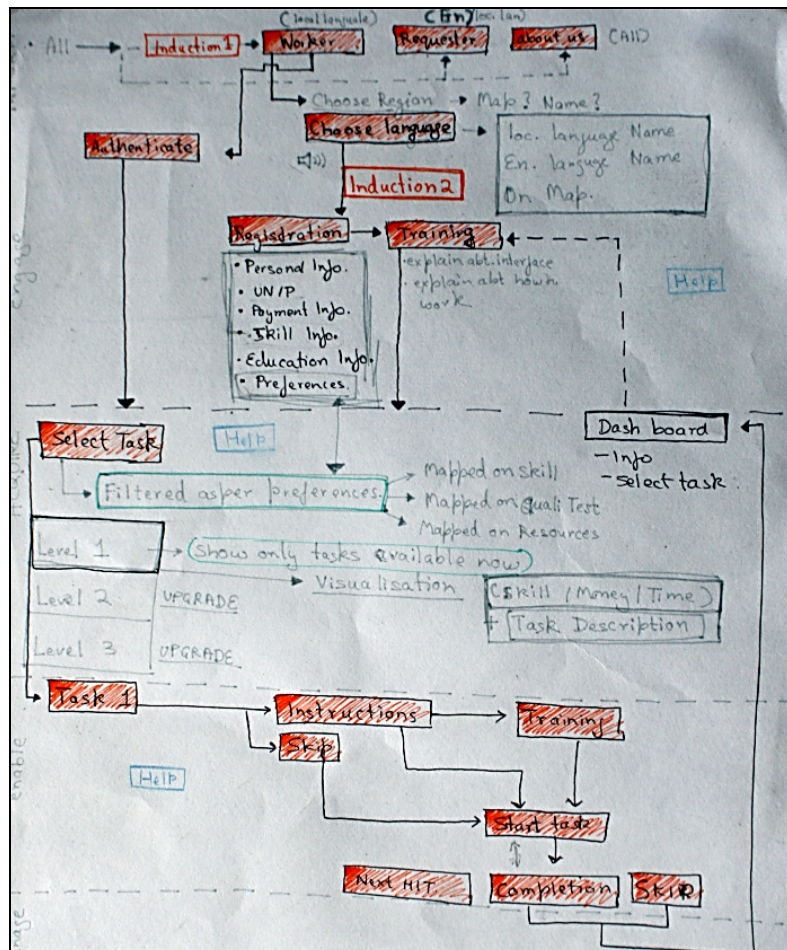 (local language)
(En)/loc. lan)
All
Induction 1
Worker
Requester
about us
(All)
Choose Region
Map? Name?
Choose language
loc. language Name
En. languge Name
On Map.
Authenticate
Induction2
Registration
Training
• Personal Info.
• UN/P
• Payment Info.
• Skill Info.
• Education Info.
• Preferences.
• explain abt. interface
• explain abt how
work
Help
engage
Select Task
Help
Dash board
- Info
- select task
Filtered as per preferences.
Mapped on Skill
Mapped on Quali Test
Mapped on Resources
Level 1
Show only tasks available now
Visualisation
(Skill / Money / Time)
+ Task Description
Level 2
UPGRADE
Level 3
UPGRADE
Task 1
Instructions
Training
Skip
enable
Help
Start task
Next HIT
Completion
SKIP